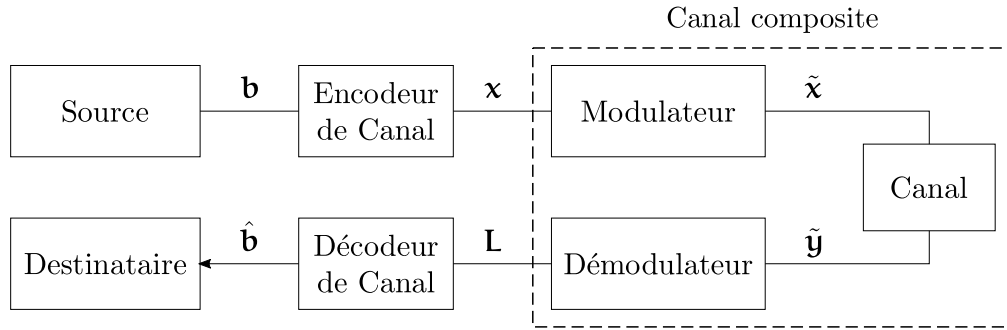 Canal composite
Source
b
Encodeur
de Canal
x
Modulateur
x̃
Canal
Destinataire
b̂
Décodeur
de Canal
L
Démodulateur
ỹ